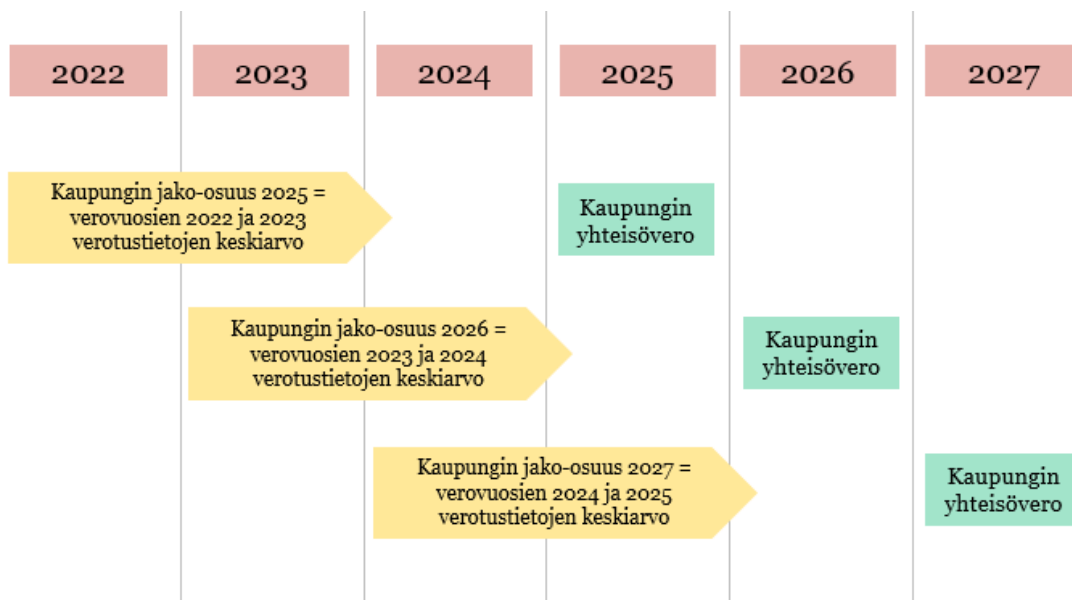 2022
2023
2024
2025
2026
2027
Kaupungin jako-osuus 2025 =
verovuosien 2022 ja 2023
verotustietojen keskiarvo
Kaupungin
yhteisövero
Kaupungin jako-osuus 2026 =
verovuosien 2023 ja 2024
verotustietojen keskiarvo
Kaupungin
yhteisövero
Kaupungin jako-osuus 2027 =
verovuosien 2024 ja 2025
verotustietojen keskiarvo
Kaupungin
yhteisövero